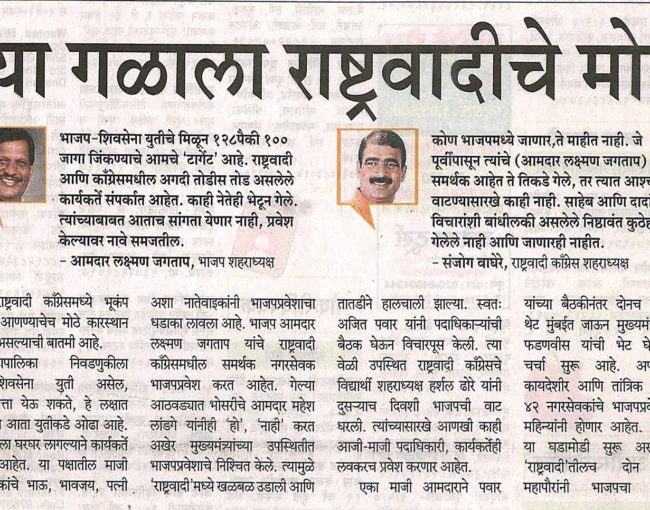 या गळाला राष्ट्रवादीचे मो
भाजप-शिवसेना युतीचे मिळून १२८पैकी १००
जागा जिंकण्याचे आमचे 'टार्गेट' आहे. राष्ट्रवादी
आणि काँग्रेसमधील अगदी तोडीस तोड असलेले
कार्यकर्ते संपर्कात आहेत. काही नेतेही भेटून गेले.
त्यांच्याबाबत आताच सांगता येणार नाही, प्रवेश
केल्यावर नावे समजतील.
- आमदार लक्ष्मण जगताप, भाजप शहराध्यक्ष
कोण भाजपमध्ये जाणार,ते माहीत नाही. जे
पूर्वीपासून त्यांचे (आमदार लक्ष्मण जगताप)
समर्थक आहेत ते तिकडे गेले, तर त्यात आश्च
वाटण्यासारखे काही नाही. साहेब आणि दादां
विचारांशी बांधीलकी असलेले निष्ठावंत कुठेह
गेलेले नाही आणि जाणारही नाहीत.
- संजोग वाघेरे, राष्ट्रवादी काँग्रेस शहराध्यक्ष
राष्ट्रवादी काँग्रेसमध्ये भूकंप
आणण्याचेच मोठे कारस्थान
असल्याची बातमी आहे.
पालिका निवडणुकीला
शिवसेना युती असेल,
त्ता येऊ शकते, हे लक्षात
आता युतीकडे ओढा आहे.
ला घरघर लागल्याने कार्यकर्ते
आहेत. या पक्षातील माजी
कांचे भाऊ, भावजय, पत्नी
अशा नातेवाइकांनी भाजपप्रवेशाचा
धडाका लावला आहे. भाजप आमदार
लक्ष्मण जगताप यांचे राष्ट्रवादी
काँग्रेसमधील समर्थक नगरसेवक
भाजपप्रवेश करत आहेत. गेल्या
आठवड्यात भोसरीचे आमदार महेश
लांडगे यांनीही 'हो', 'नाही' करत
अखेर मुख्यमंत्र्यांच्या उपस्थितीत
भाजपप्रवेशाचे निश्चित केले. त्यामुळे
'राष्ट्रवादी'मध्ये खळबळ उडाली आणि
तातडीने हालचाली झाल्या. स्वतः
अजित पवार यांनी पदाधिकाऱ्यांची
बैठक घेऊन विचारपूस केली. त्या
वेळी उपस्थित राष्ट्रवादी काँग्रेसचे
विद्यार्थी शहराध्यक्ष हर्शल ढोरे यांनी
दुसऱ्याच दिवशी भाजपची वाट
धरली. त्यांच्यासारखे आणखी काही
आजी-माजी पदाधिकारी, कार्यकर्तेही
लवकरच प्रवेश करणार आहेत.
एका माजी आमदाराने पवार
यांच्या बैठकीनंतर दोनच
थेट मुंबईत जाऊन मुख्यम
फडणवीस यांची भेट घे
चर्चा सुरू आहे. अप
कायदेशीर आणि तांत्रिक
४२ नगरसेवकांचे भाजपप्र
महिन्यांनी होणार आहेत.
या घडामोडी सुरू अस
'राष्ट्रवादी'तीलच दोन
महापौरांनी भाजपचा